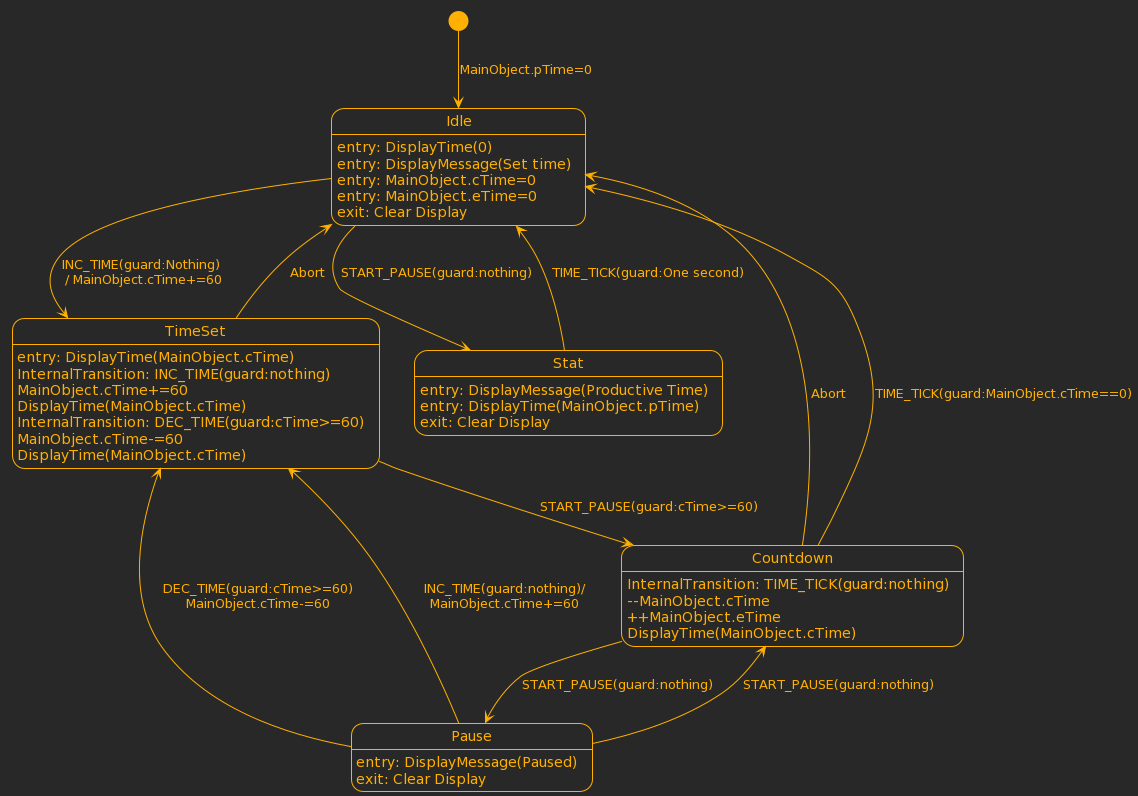 MainObject.pTime=0
Idle
entry: DisplayTime(0)
entry: DisplayMessage(Set time)
entry: MainObject.cTime=0
entry: MainObject.eTime=0
exit: Clear Display
INC_TIME(guard:Nothing)
/ MainObject.cTime+=60
Abort
START_PAUSE(guard:nothing)
TIME_TICK(guard:One second)
TimeSet
entry: DisplayTime(MainObject.cTime)
InternalTransition: INC_TIME(guard:nothing)
MainObject.cTime+=60
DisplayTime(MainObject.cTime)
InternalTransition: DEC_TIME(guard:cTime>=60)
MainObject.cTime-=60
DisplayTime(MainObject.cTime)
Stat
entry: DisplayMessage(Productive Time)
entry: DisplayTime(MainObject.pTime)
exit: Clear Display
Abort
TIME_TICK(guard:MainObject.cTime==0)
START_PAUSE(guard:cTime>=60)
Countdown
InternalTransition: TIME_TICK(guard:nothing)
--MainObject.cTime
++MainObject.eTime
DisplayTime(MainObject.cTime)
DEC_TIME(guard:cTime>=60)
MainObject.cTime-=60
INC_TIME(guard:nothing)/
MainObject.cTime+=60
START_PAUSE(guard:nothing)
START_PAUSE(guard:nothing)
Pause
entry: DisplayMessage(Paused)
exit: Clear Display